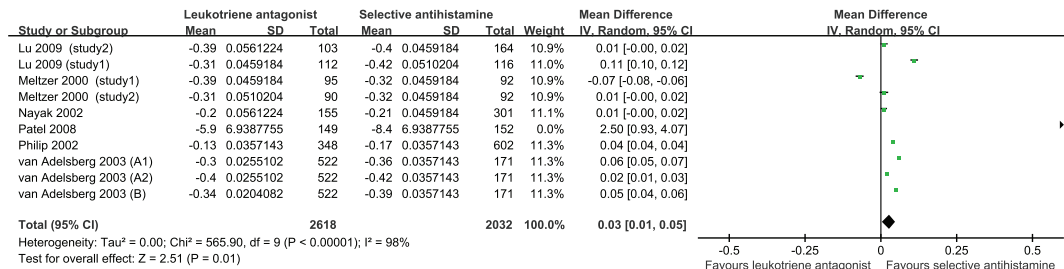 Leukotriene antagonist Selective antihistamine Mean Difference Mean Difference
Study or Subgroup Mean SD Total Mean SD Total Weight IV. Random. 95% CI IV. Random. 95% CI
Lu 2009 (study2) -0.39 0.0561224 103 -0.4 0.0459184 164 10.9% 0.01 [-0.00, 0.02]
Lu 2009 (study1) -0.31 0.0459184 112 -0.42 0.0510204 116 11.0% 0.11 [0.10, 0.12]
Meltzer 2000 (study1) -0.39 0.0459184 95 -0.32 0.0459184 92 10.9% -0.07 [-0.08, -0.06]
Meltzer 2000 (study2) -0.31 0.0510204 90 -0.32 0.0459184 92 10.9% 0.01 [-0.00, 0.02]
Nayak 2002 -0.2 0.0561224 155 -0.21 0.0459184 301 11.1% 0.01 [-0.00, 0.02]
Patel 2008 -5.9 6.9387755 149 -8.4 6.9387755 152 0.0% 2.50 [0.93, 4.07]
Philip 2002 -0.13 0.0357143 348 -0.17 0.0357143 602 11.3% 0.04 [0.04, 0.04]
van Adelsberg 2003 (A1) -0.3 0.0255102 522 -0.36 0.0357143 171 11.3% 0.06 [0.05, 0.07]
van Adelsberg 2003 (A2) -0.4 0.0255102 522 -0.42 0.0357143 171 11.3% 0.02 [0.01, 0.03]
van Adelsberg 2003 (B) -0.34 0.0204082 522 -0.39 0.0357143 171 11.3% 0.05 [0.04, 0.06]
Total (95% CI) 2618 2032 100.0% 0.03 [0.01, 0.05]
Heterogeneity: Tau² = 0.00; Chi² = 565.90, df = 9 (P < 0.00001); I² = 98%
Test for overall effect: Z = 2.51 (P = 0.01)
-0.5 -0.25 0 0.25 0.5
Favours leukotriene antagonist Favours selective antihistamine